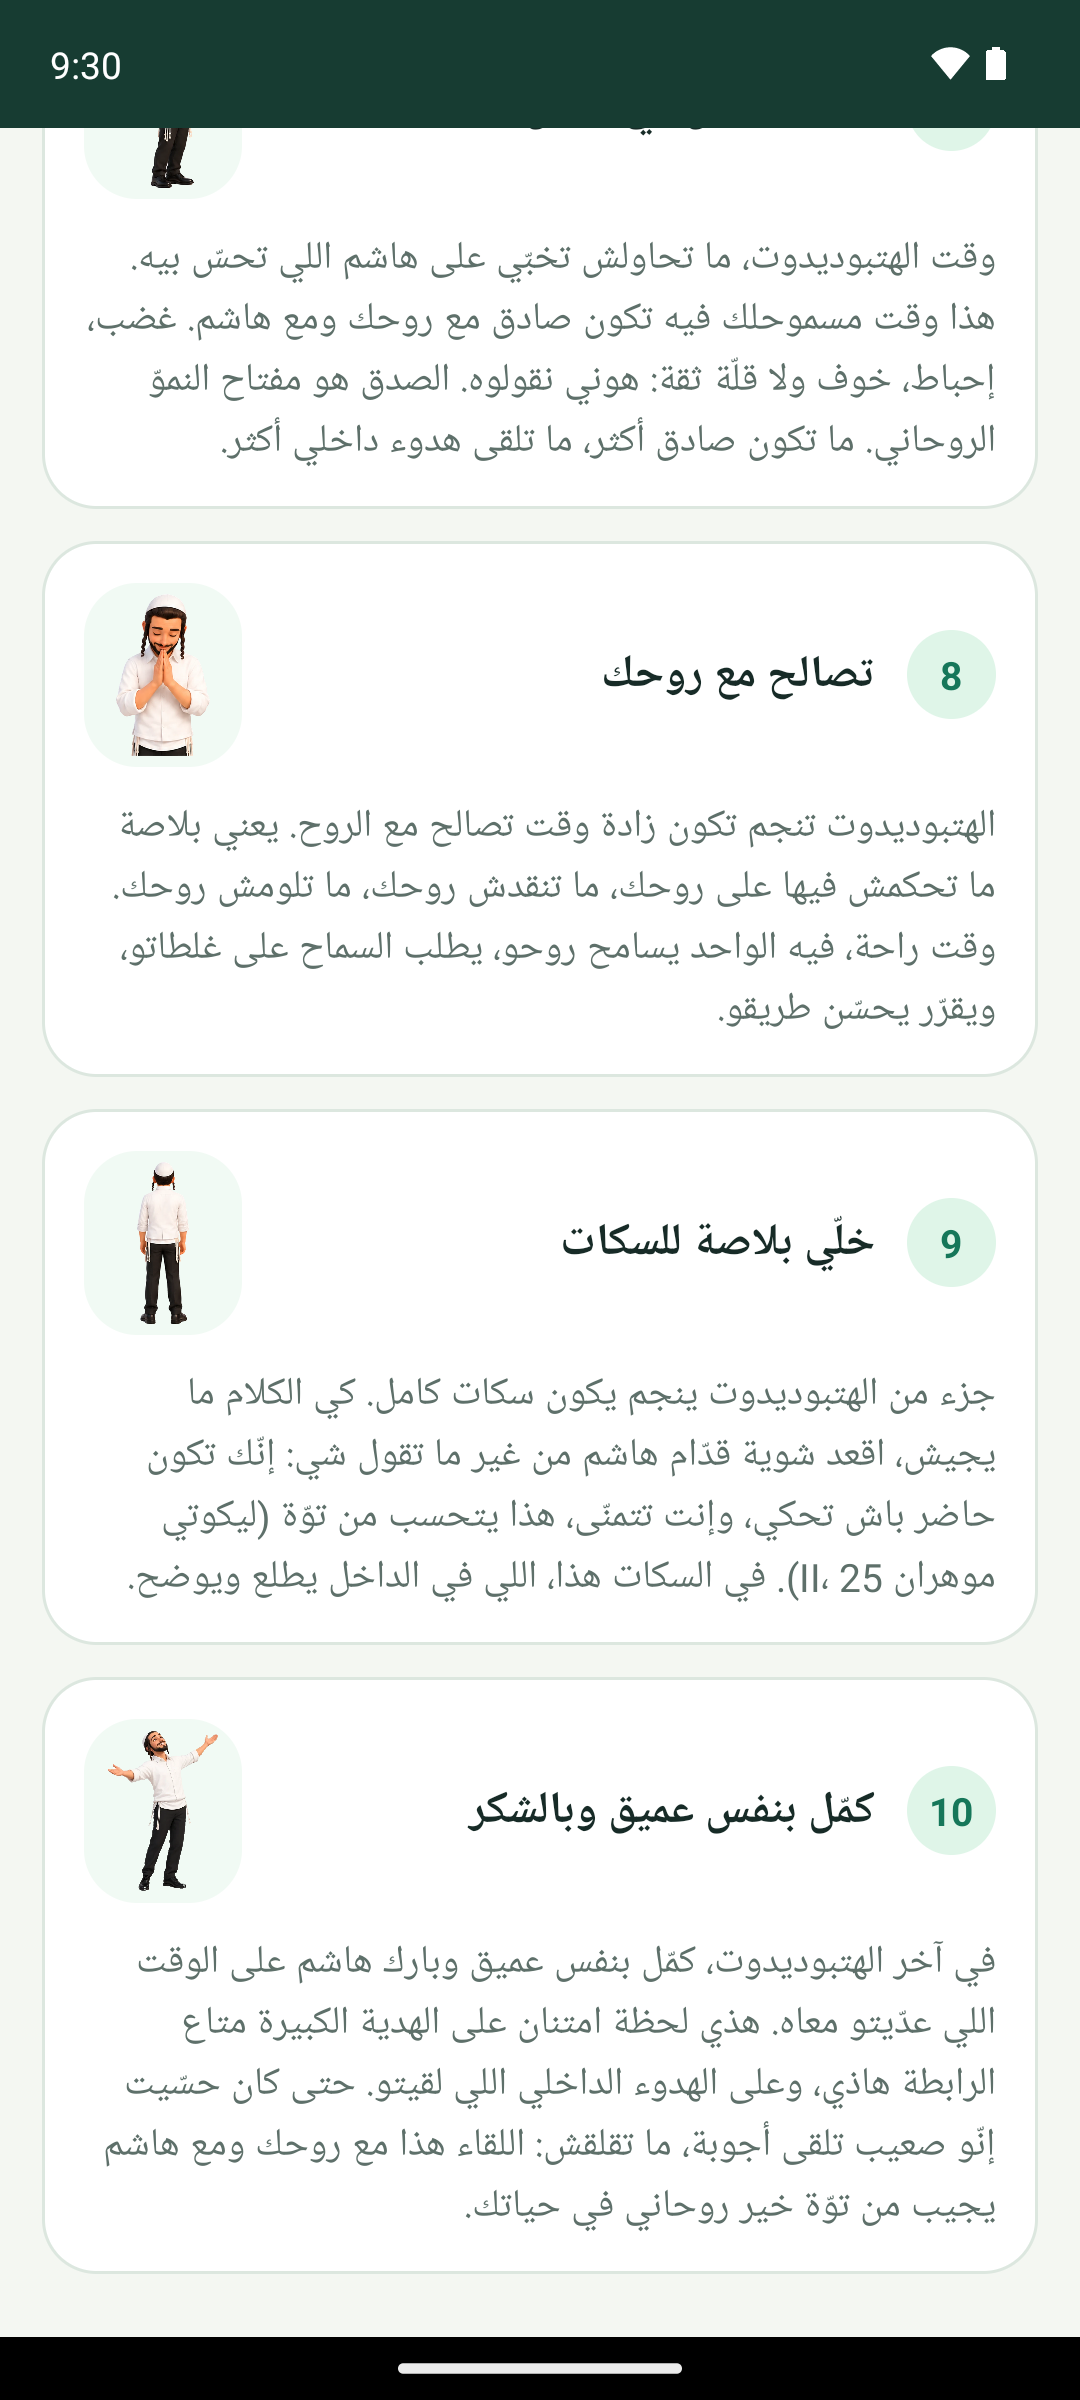 9:30
وقت الهتبوديدوت، ما تحاولش تخبّي على هاشم اللي تحسّ بيه.
هذا وقت مسموحلك فيه تكون صادق مع روحك ومع هاشم. غضب،
إحباط، خوف ولا قلّة ثقة: هوني نقولوه. الصدق هو مفتاح النموّ
الروحاني. ما تكون صادق أكثر، ما تلقى هدوء داخلي أكثر.
8
تصالح مع روحك
الهتبوديدوت تنجم تكون زادة وقت تصالح مع الروح. يعني بلاصة
ما تحكمش فيها على روحك، ما تنقدش روحك، ما تلومش روحك.
وقت راحة، فيه الواحد يسامح روحو، يطلب السماح على غلطاتو،
ويقرّر يحسّن طريقو.
9
خلّي بلاصة للسكات
جزء من الهتبوديدوت ينجم يكون سكات كامل. كي الكلام ما
يجيش، اقعد شوية قدّام هاشم من غير ما تقول شي: إنّك تكون
حاضر باش تحكي، وإنت تتمنّى، هذا يتحسب من توّة (ليكوتي
موهران II، 25). في السكات هذا، اللي في الداخل يطلع ويوضح.
10
كمّل بنفس عميق وبالشكر
في آخر الهتبوديدوت، كمّل بنفس عميق وبارك هاشم على الوقت
اللي عدّيتو معاه. هذي لحظة امتنان على الهدية الكبيرة متاع
الرابطة هاذي، وعلى الهدوء الداخلي اللي لقيتو. حتى كان حسّيت
إنّو صعيب تلقى أجوبة، ما تقلقش: اللقاء هذا مع روحك ومع هاشم
يجيب من توّة خير روحاني في حياتك.